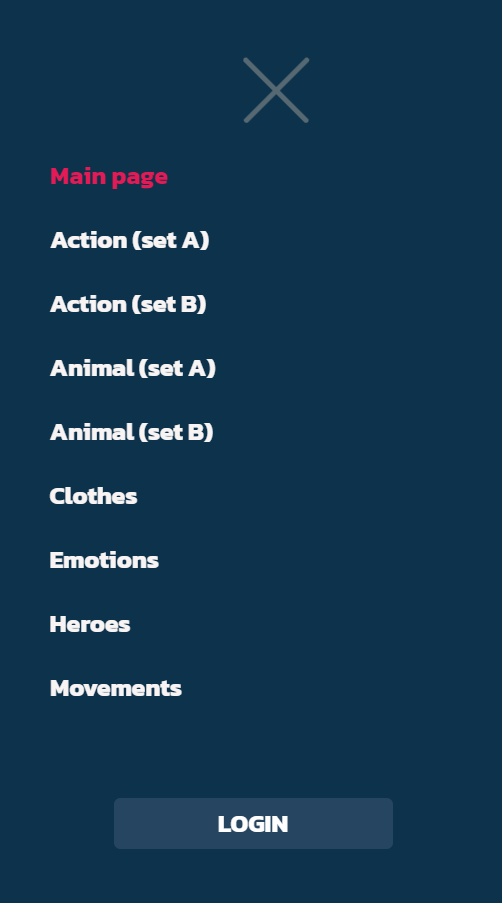 Main page
Action (set A)
Action (set B)
Animal (set A)
Animal (set B)
Clothes
Emotions
Heroes
Movements
LOGIN